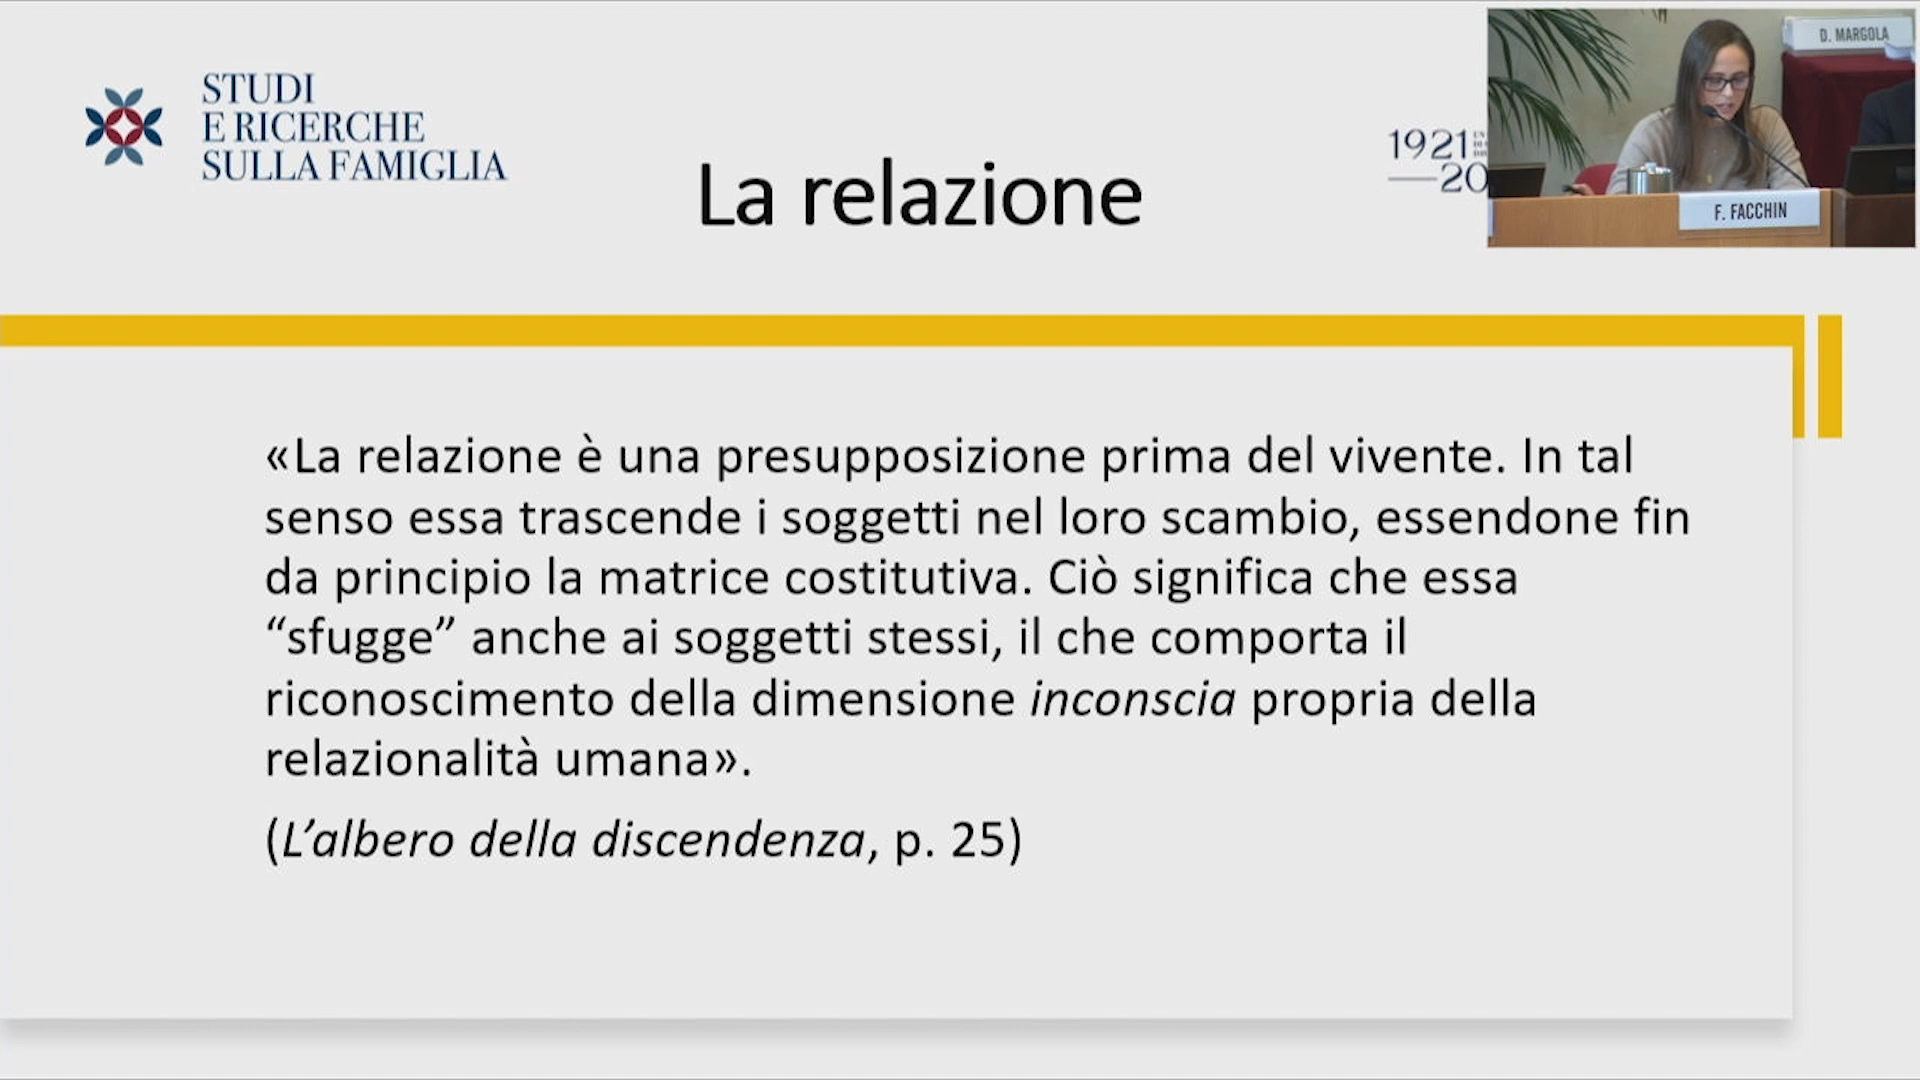 STUDI
E RICERCHE
SULLA FAMIGLIA
La relazione
1921
20
D. MARGOLA
F. FACCHIN
«La relazione è una presupposizione prima del vivente. In tal
senso essa trascende i soggetti nel loro scambio, essendone fin
da principio la matrice costitutiva. Ciò significa che essa
“sfugge” anche ai soggetti stessi, il che comporta il
riconoscimento della dimensione inconscia propria della
relazionalità umana».
(L’albero della discendenza, p. 25)